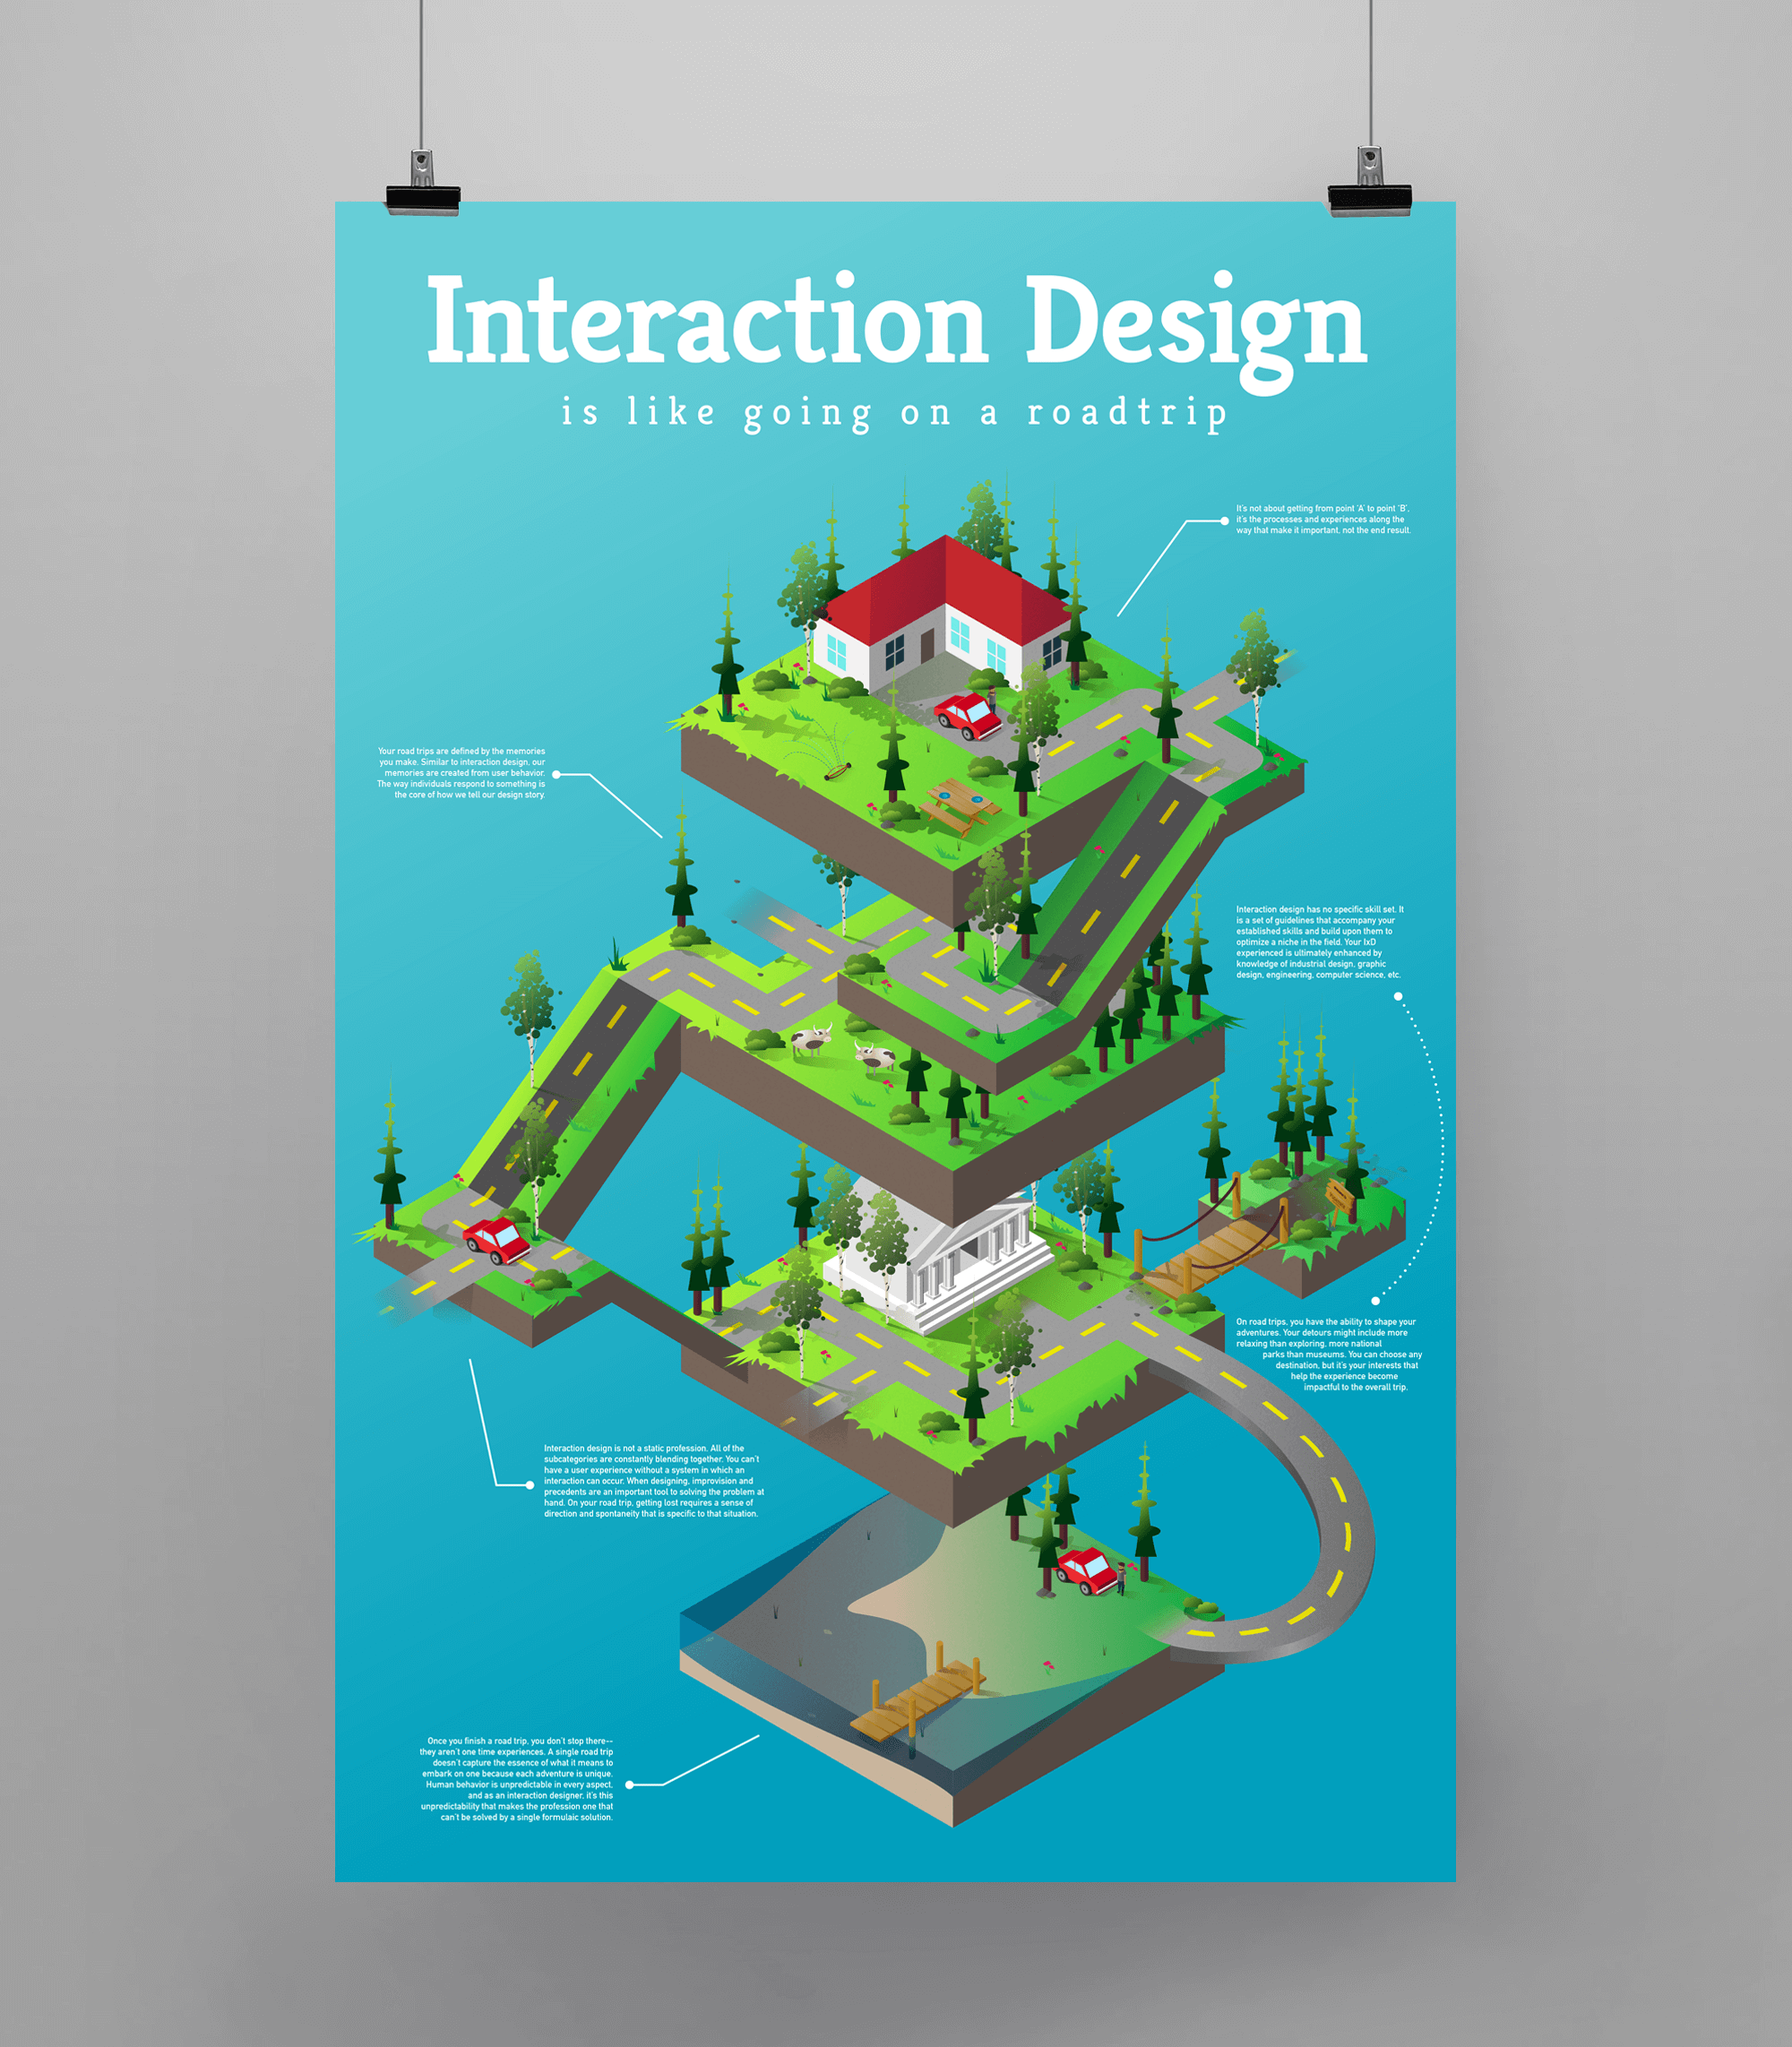 Interaction Design
is like going on a roadtrip
It's not about getting from point 'A' to point 'B',
it's the processes and experiences along the
way that make it important, not the end result.
Your road trips are defined by the memories
you make. Similar to interaction design, our
memories are created from user behavior.
The way individuals respond to something is
the core of how we tell our design story.
Interaction design has no specific skill set. It
is a set of guidelines that accompany your
established skills and build upon them to
optimize a niche in the field. Your IxD
experienced is ultimately enhanced by
knowledge of industrial design, graphic
design, engineering, computer science, etc.
On road trips, you have the ability to shape your
adventures. Your detours might include more
relaxing than exploring, more national
parks than museums. You can choose any
destination, but it's your interests that
help the experience become
impactful to the overall trip.
Interaction design is not a static profession. All of the
subcategories are constantly blending together. You can't
have a user experience without a system in which an
interaction can occur. When designing, improvision and
precedents are an important tool to solving the problem at
hand. On your road trip, getting lost requires a sense of
direction and spontaneity that is specific to that situation.
Once you finish a road trip, you don't stop there--
they aren't one time experiences. A single road trip
doesn't capture the essence of what it means to
embark on one because each adventure is unique.
Human behavior is unpredictable in every aspect,
and as an interaction designer, it's this
unpredictability that makes the profession one that
can't be solved by a single formulaic solution.